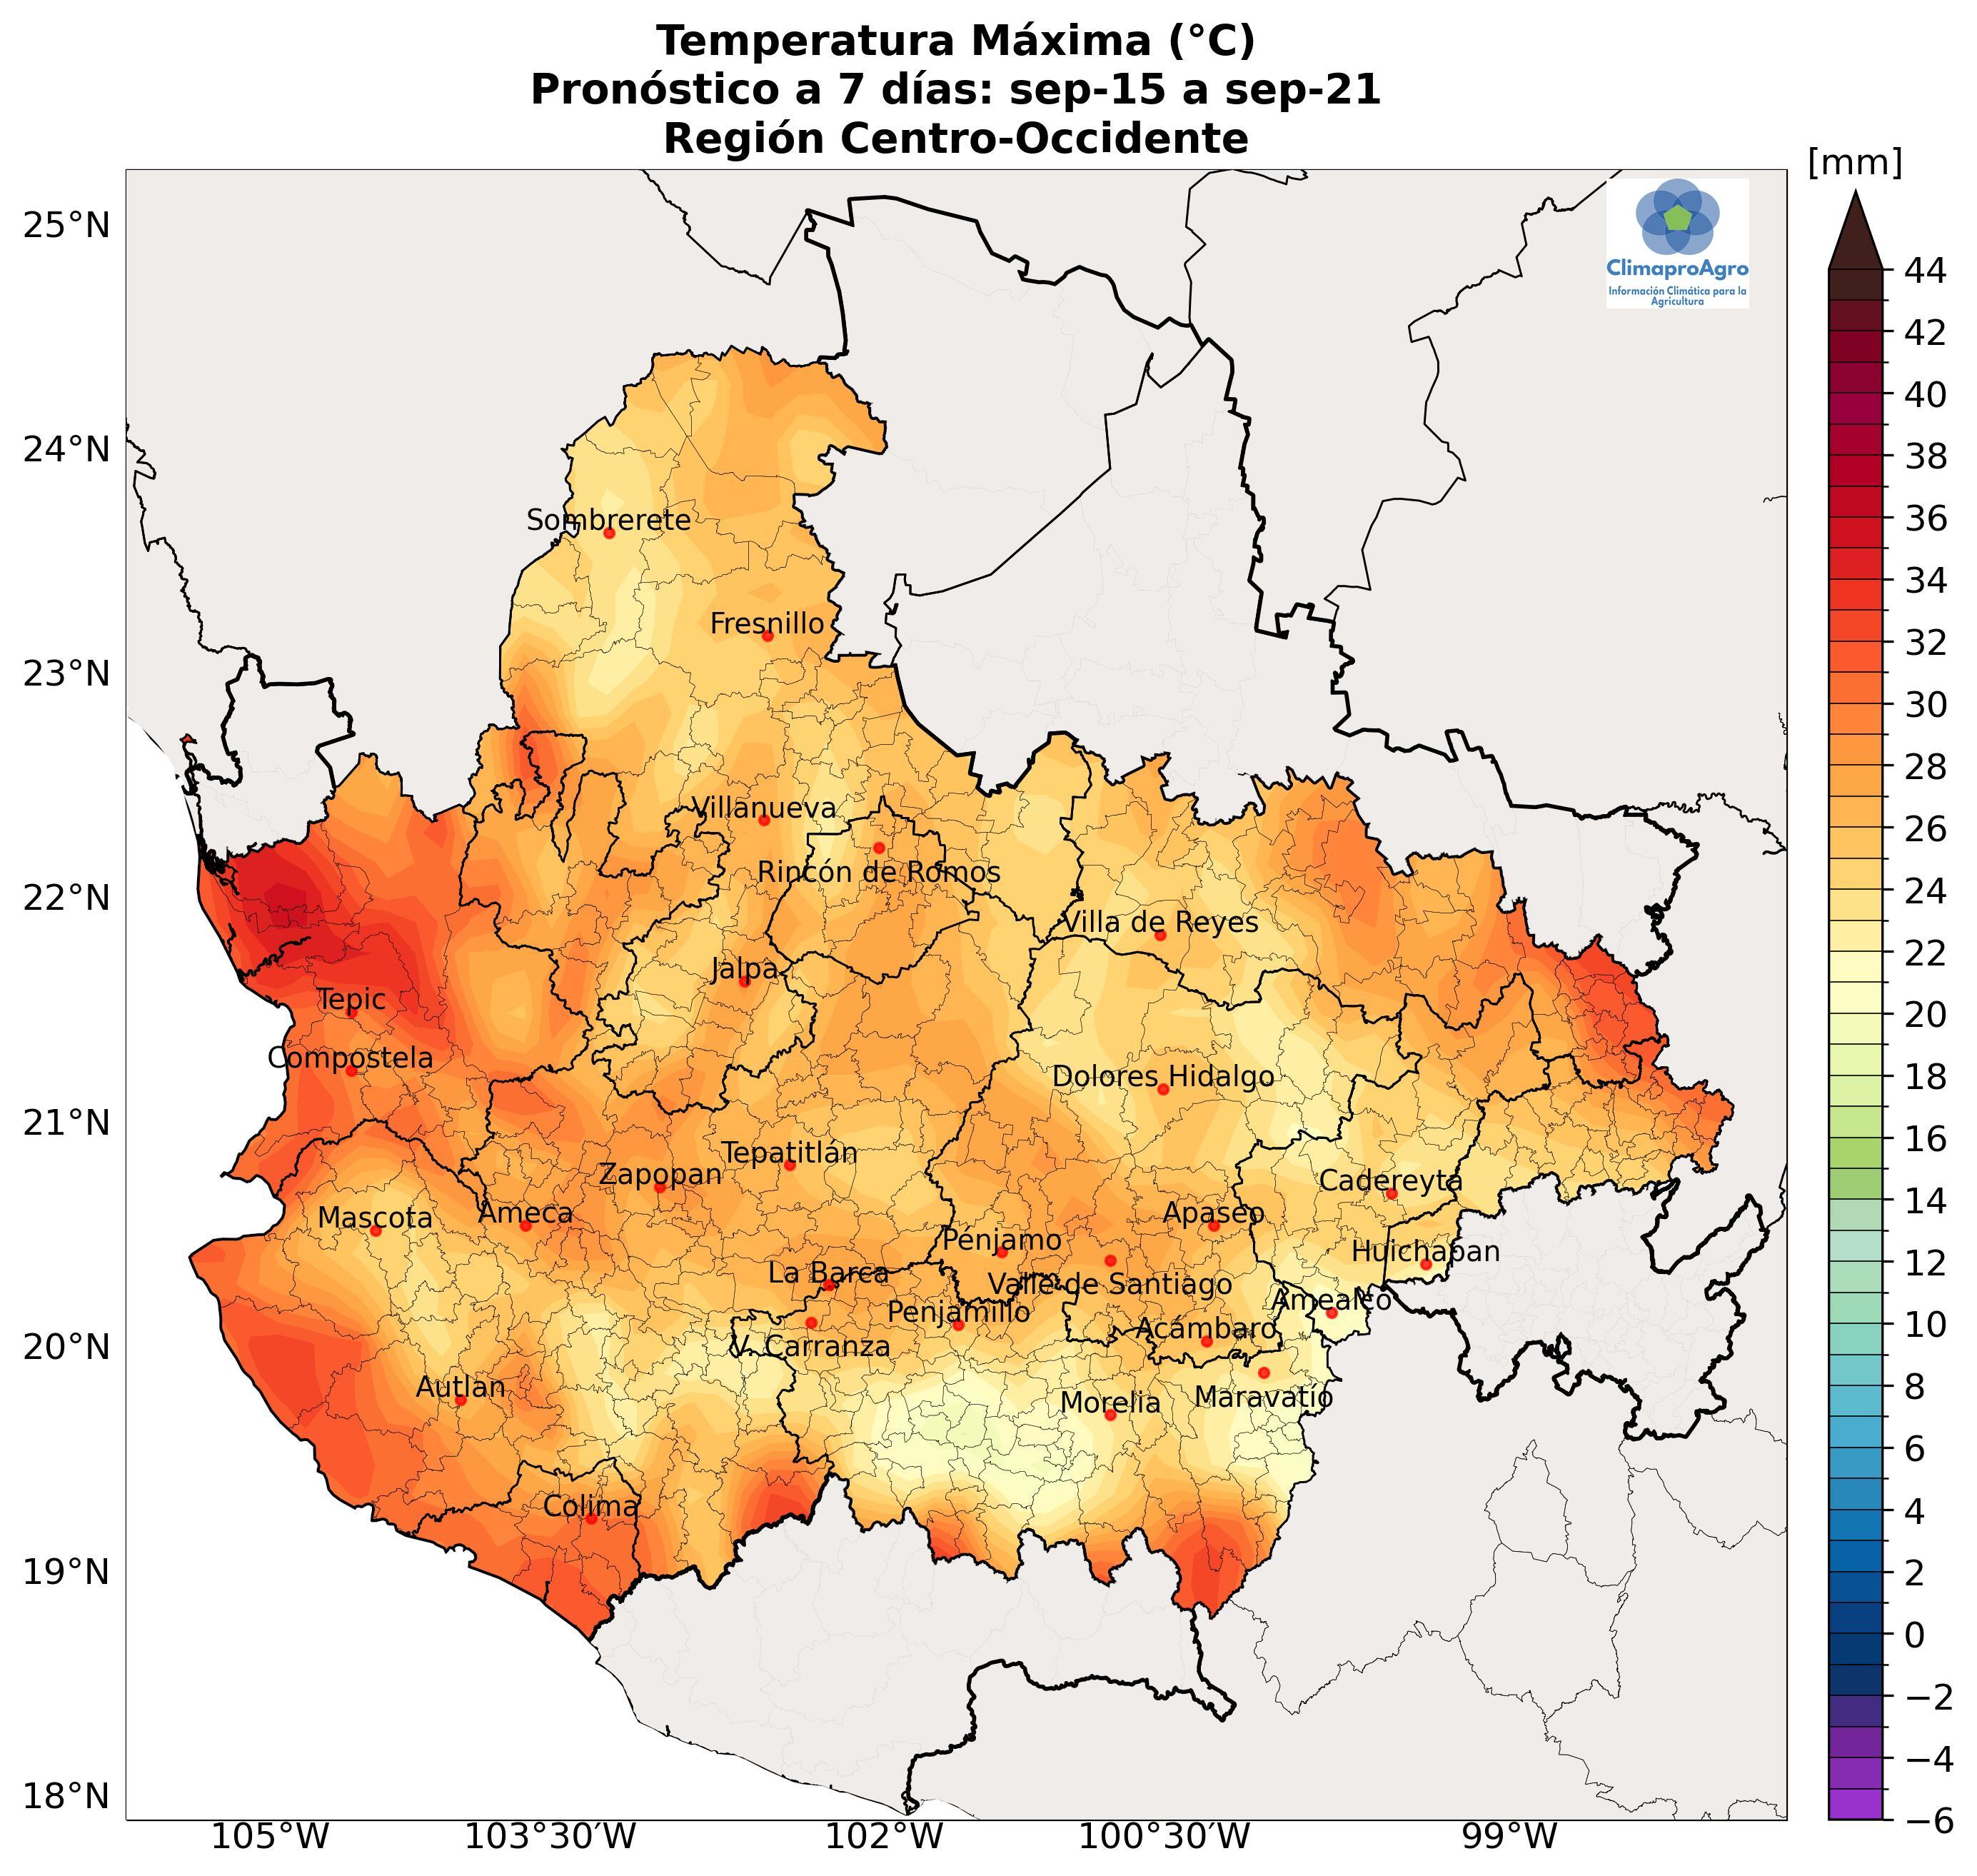 Temperatura Máxima (°C)
Pronóstico a 7 días: sep-15 a sep-21
Región Centro-Occidente
[mm]
ClimaproAgro
Información Climática para la
Agricultura
25°N
24°N
23°N
22°N
21°N
20°N
19°N
18°N
Sombrerete
Fresnillo
Villanueva
Rincón de Romos
Villa de Reyes
Jalpa
Tepic
Compostela
Dolores Hidalgo
Tepatitlán
Zapopan
Cadereyta
Ameca
Mascota
Apaseo
Pénjamo
Huichapan
La Barca
Valle de Santiago
Amealco
Penjamillo
Acámbaro
V. Carranza
Autlan
Morelia
Maravatío
Colima
105°W
103°30'W
102°W
100°30'W
99°W
44
42
40
38
36
34
32
30
28
26
24
22
20
18
16
14
12
10
8
6
4
2
0
−2
−4
−6